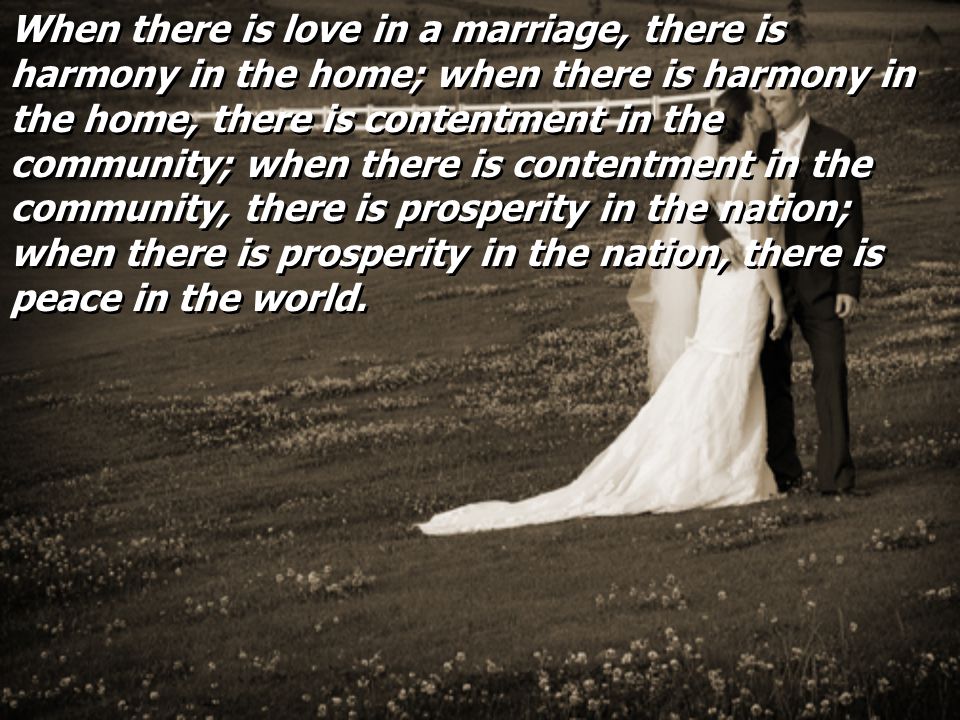 When there is love in a marriage, there is
harmony in the home; when there is harmony in
the home, there is contentment in the
community; when there is contentment in the
community, there is prosperity in the nation;
when there is prosperity in the nation, there is
peace in the world.